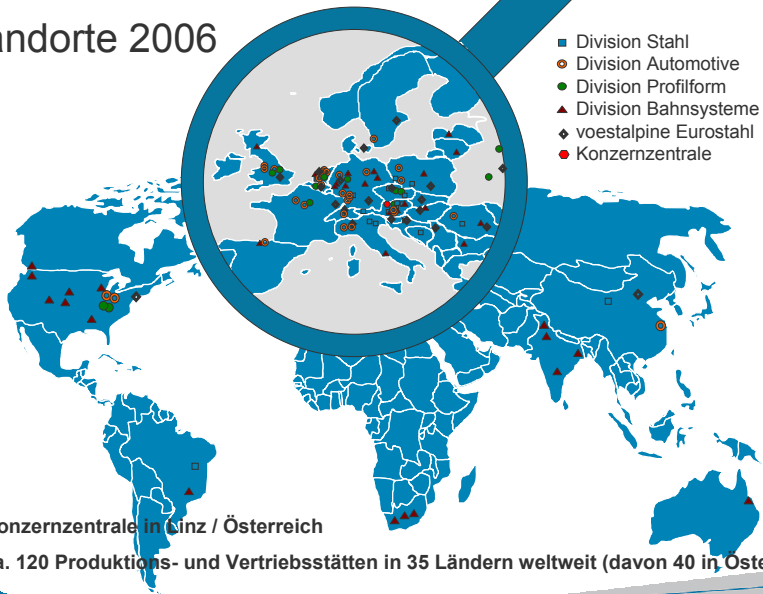 andorte 2006
Division Stahl
Division Automotive
Division Profilform
Division Bahnsysteme
voestalpine Eurostahl
Konzernzentrale
onzernzentrale in Linz / Österreich
a. 120 Produktions- und Vertriebsstätten in 35 Ländern weltweit (davon 40 in Öste